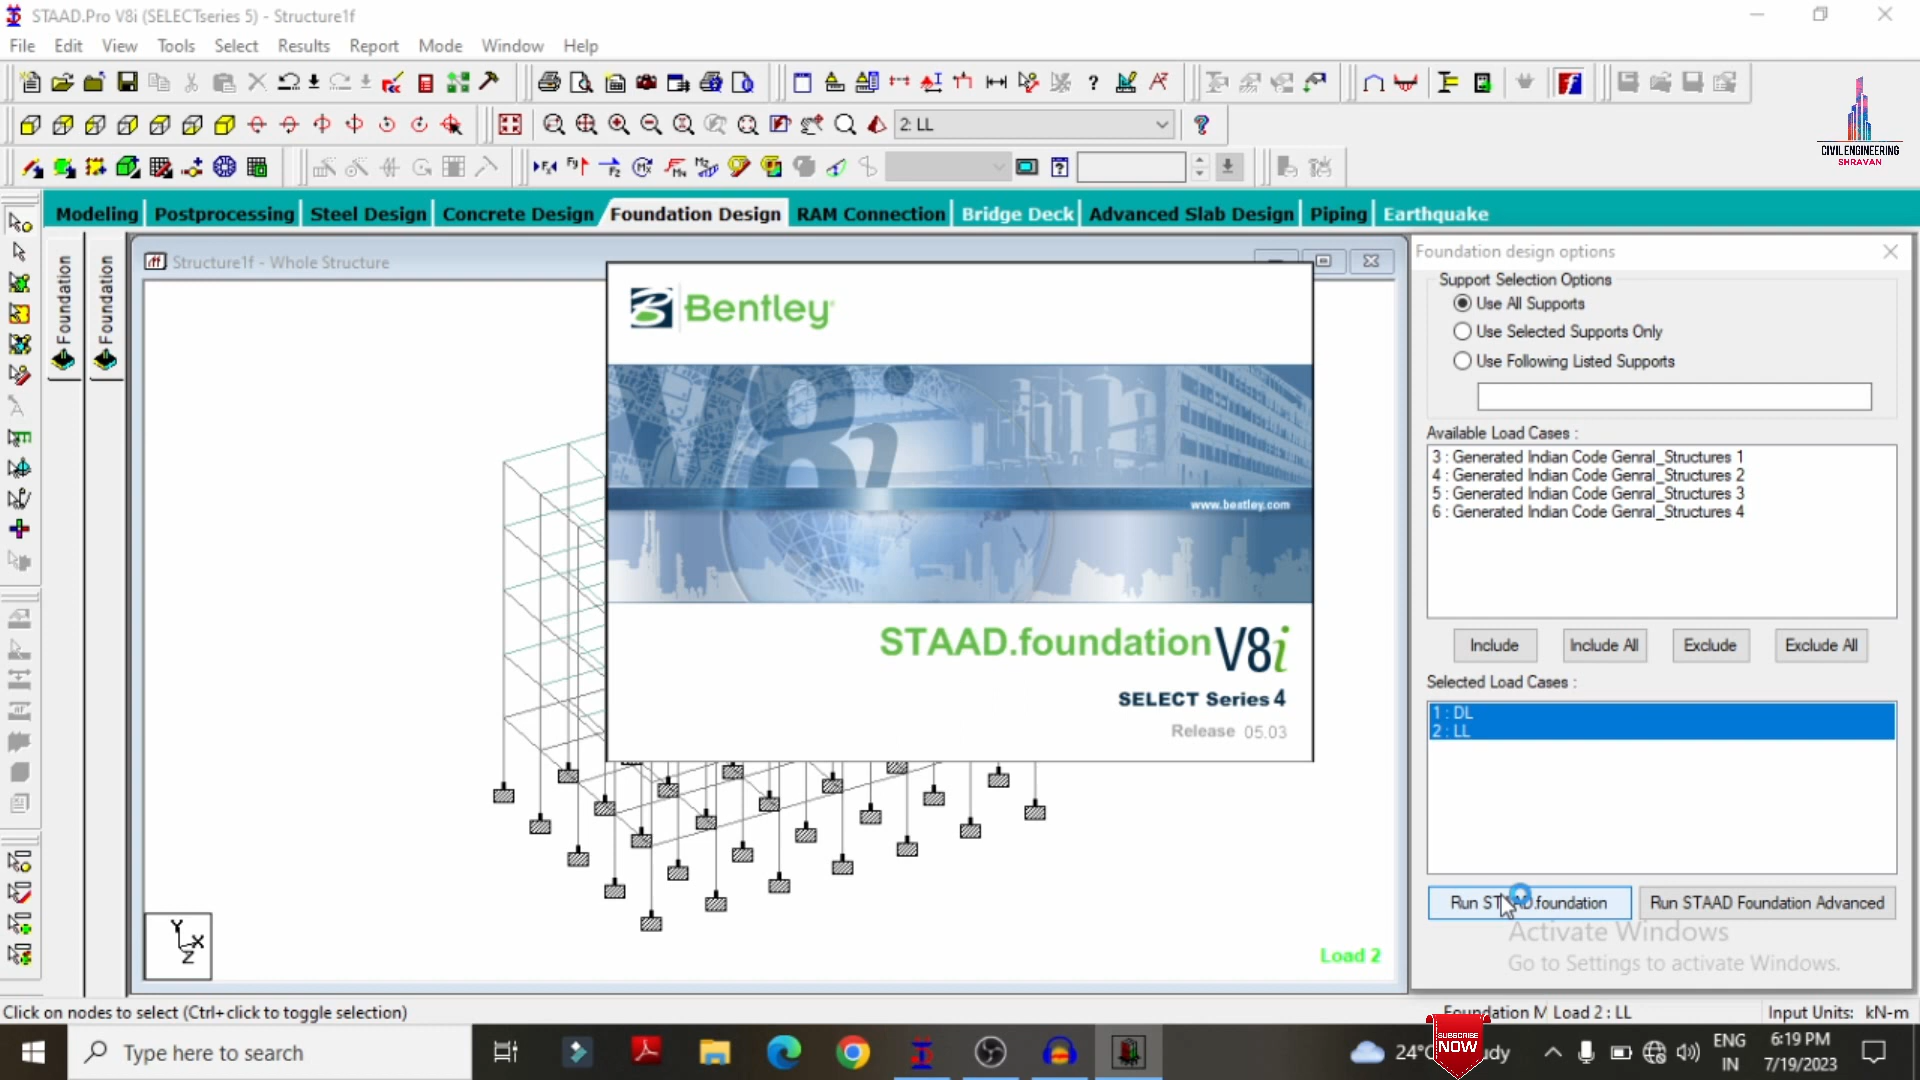 STAAD.Pro V8i (SELECTseries 5) - Structure1f
File Edit View Tools Select Results Report Mode Window Help
2: LL
CIVIL ENGINEERING
SHRAVAN
Modeling Postprocessing Steel Design Concrete Design Foundation Design RAM Connection Bridge Deck Advanced Slab Design Piping Earthquake
Foundation
Foundation
Structure1f - Whole Structure
Bentley
V8i
www.bentley.com
STAAD.foundation V8i
SELECT Series 4
Release 05.03
Y
X
Z
Load 2
Foundation design options
Support Selection Options
Use All Supports
Use Selected Supports Only
Use Following Listed Supports
Available Load Cases :
3 : Generated Indian Code Genral_Structures 1
4 : Generated Indian Code Genral_Structures 2
5 : Generated Indian Code Genral_Structures 3
6 : Generated Indian Code Genral_Structures 4
Include Include All Exclude Exclude All
Selected Load Cases :
1 : DL
2 : LL
Run STAAD.foundation Run STAAD Foundation Advanced
Activate Windows
Go to Settings to activate Windows.
Click on nodes to select (Ctrl+click to toggle selection)
Foundation M Load 2 : LL Input Units: kN-m
Type here to search
SUBSCRIBE
NOW
24°C
ENG
IN
6:19 PM
7/19/2023